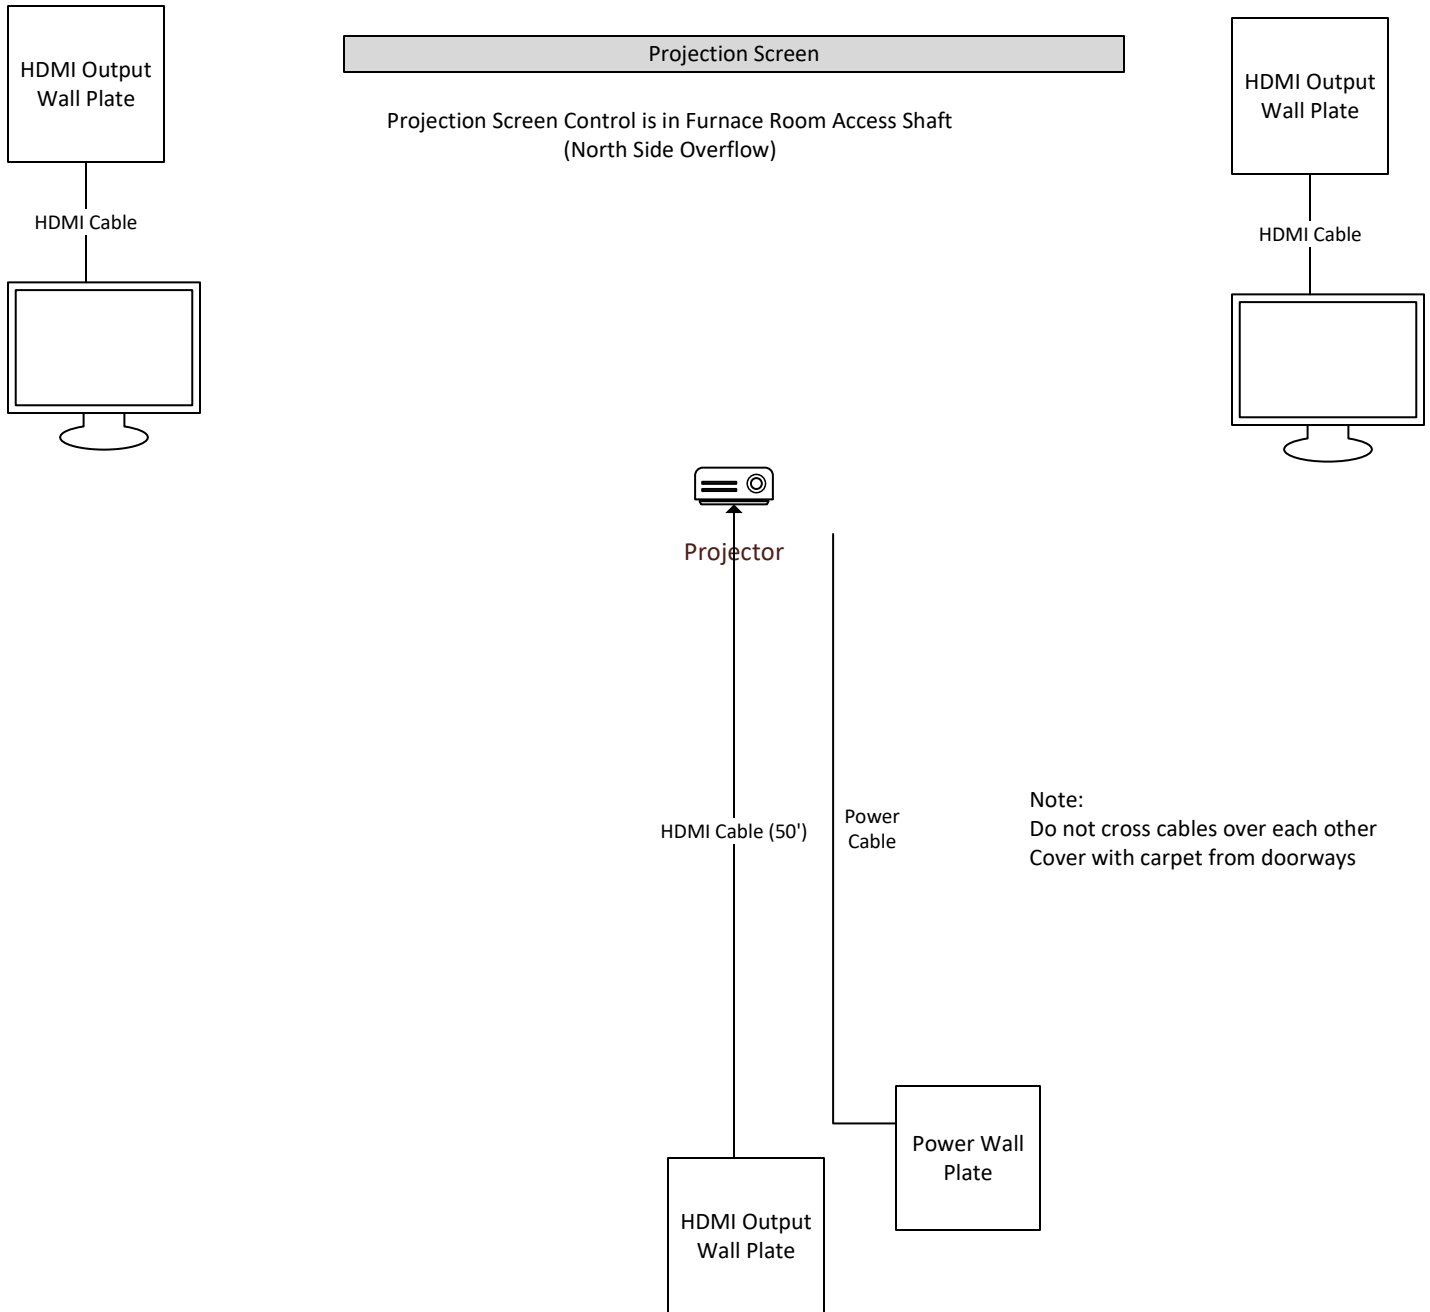 HDMI Output
Wall Plate
Projection Screen
HDMI Output
Wall Plate
Projection Screen Control is in Furnace Room Access Shaft
(North Side Overflow)
HDMI Cable
HDMI Cable
Projector
HDMI Cable (50')
Power
Cable
Note:
Do not cross cables over each other
Cover with carpet from doorways
Power Wall
Plate
HDMI Output
Wall Plate